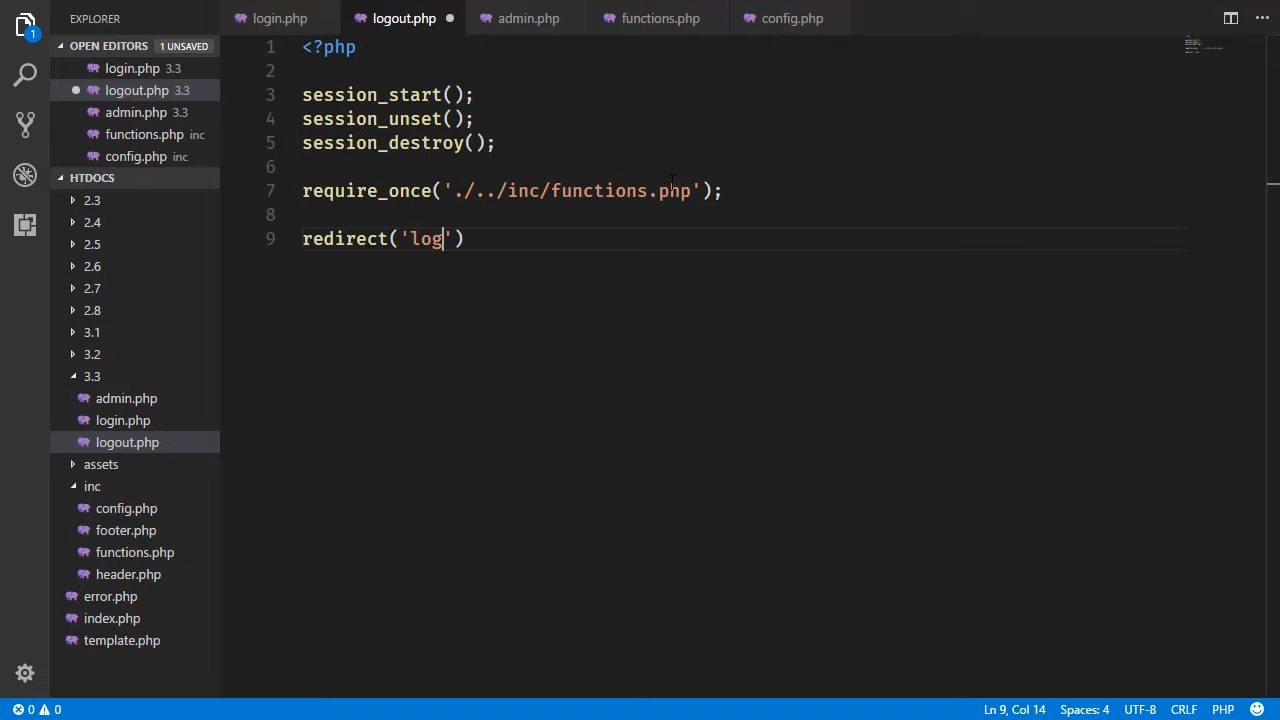 EXPLORER
login.php
logout.php
admin.php
functions.php
config.php
OPEN EDITORS 1 UNSAVED
login.php 3.3
logout.php 3.3
admin.php 3.3
functions.php inc
config.php inc
HTDOCS
2.3
2.4
2.5
2.6
2.7
2.8
3.1
3.2
3.3
admin.php
login.php
logout.php
assets
inc
config.php
footer.php
functions.php
header.php
error.php
index.php
template.php
1
1 <?php
2
3 session_start();
4 session_unset();
5 session_destroy();
6
7 require_once('./../inc/functions.php');
8
9 redirect('log')
0 0
Ln 9, Col 14
Spaces: 4
UTF-8
CRLF
PHP